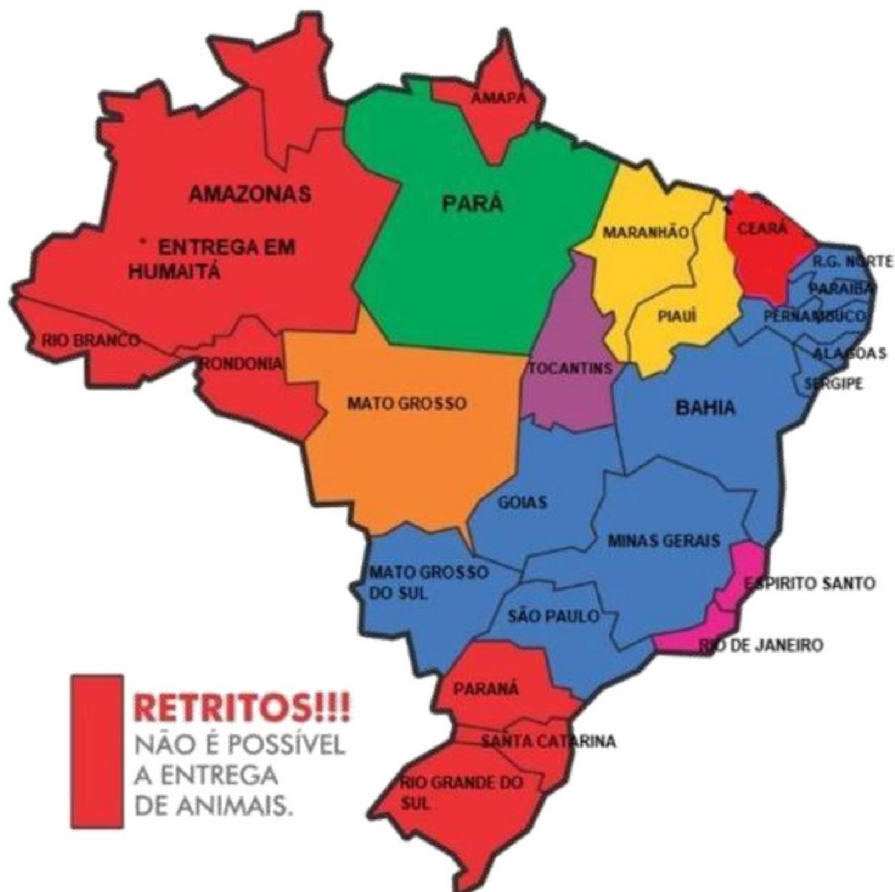 AMAPA
AMAZONAS
PARÁ
* ENTREGA EM
HUMAITÁ
MARANHÃO
CEARÁ
R.G. NORTE
PARAIBA
PIAUÍ
PERNAMBUCO
RIO BRANCO
RONDONIA
TOCANTINS
ALAGOAS
SERGIPE
MATO GROSSO
BAHIA
GOIAS
MINAS GERAIS
MATO GROSSO
DO SUL
ESPIRITO SANTO
SÃO PAULO
RIO DE JANEIRO
PARANÁ
SANTA CATARINA
RIO GRANDE DO
SUL
RETRITOS!!!
NÃO É POSSÍVEL
A ENTREGA
DE ANIMAIS.